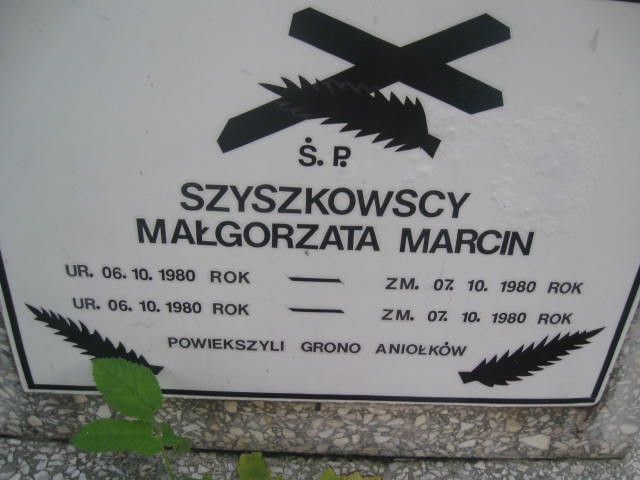 Ś. P.
SZYSZKOWSCY
MAŁGORZATA MARCIN
UR. 06. 10. 1980 ROK — ZM. 07. 10. 1980 ROK
UR. 06. 10. 1980 ROK — ZM. 07. 10. 1980 ROK
POWIEKSZYLI GRONO ANIOŁKÓW